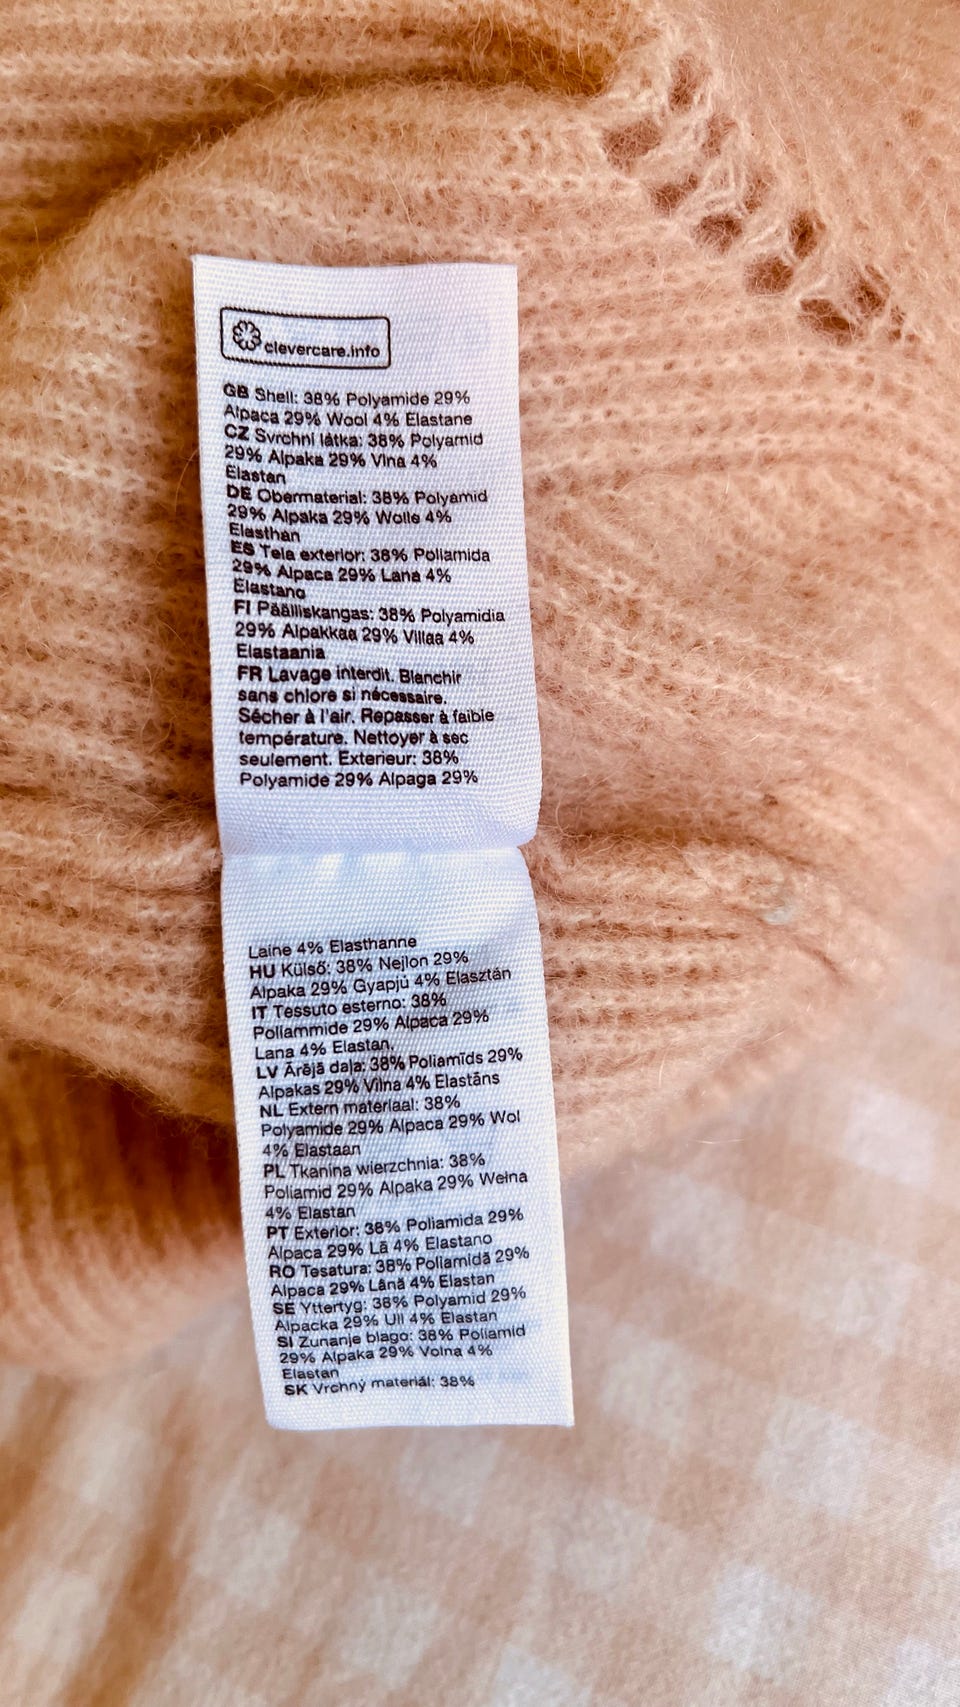 clevercare.info
GB Shell: 38% Polyamide 29%
Alpaca 29% Wool 4% Elastane
CZ Svrchní látka: 38% Polyamid
29% Alpaka 29% Vlna 4%
Elastan
DE Obermaterial: 38% Polyamid
29% Alpaka 29% Wolle 4%
Elasthan
ES Tela exterior: 38% Poliamida
29% Alpaca 29% Lana 4%
Elastano
FI Päälliskangas: 38% Polyamidia
29% Alpakkaa 29% Villaa 4%
Elastaania
FR Lavage interdit. Blanchir
sans chlore si nécessaire.
Sécher à l'air. Repasser à faible
température. Nettoyer à sec
seulement. Exterieur: 38%
Polyamide 29% Alpaga 29%
Laine 4% Elasthanne
HU Külső: 38% Nejlon 29%
Alpaka 29% Gyapjú 4% Elasztán
IT Tessuto esterno: 38%
Poliammide 29% Alpaca 29%
Lana 4% Elastan.
LV Ārējā daļa: 38% Poliamīds 29%
Alpakas 29% Vilna 4% Elastāns
NL Extern materiaal: 38%
Polyamide 29% Alpaca 29% Wol
4% Elastaan
PL Tkanina wierzchnia: 38%
Poliamid 29% Alpaka 29% Wełna
4% Elastan
PT Exterior: 38% Poliamida 29%
Alpaca 29% Lã 4% Elastano
RO Tesatura: 38% Poliamidă 29%
Alpaca 29% Lână 4% Elastan
SE Yttertyg: 38% Polyamid 29%
Alpacka 29% Ull 4% Elastan
SI Zunanje blago: 38% Poliamid
29% Alpaka 29% Volna 4%
Elastan
SK Vrchný materiál: 38%